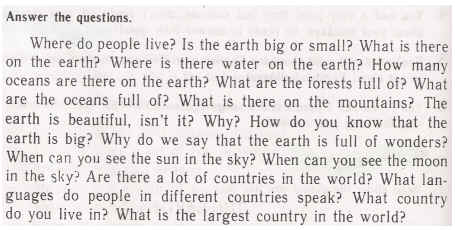 Answer the questions.
Where do people live? Is the earth big or small? What is there
on the earth? Where is there water on the earth? How many
oceans are there on the earth? What are the forests full of? What
are the oceans full of? What is there on the mountains? The
earth is beautiful, isn't it? Why? How do you know that the
earth is big? Why do we say that the earth is full of wonders?
When can you see the sun in the sky? When can you see the moon
in the sky? Are there a lot of countries in the world? What lan-
guages do people in different countries speak? What country
do you live in? What is the largest country in the world?